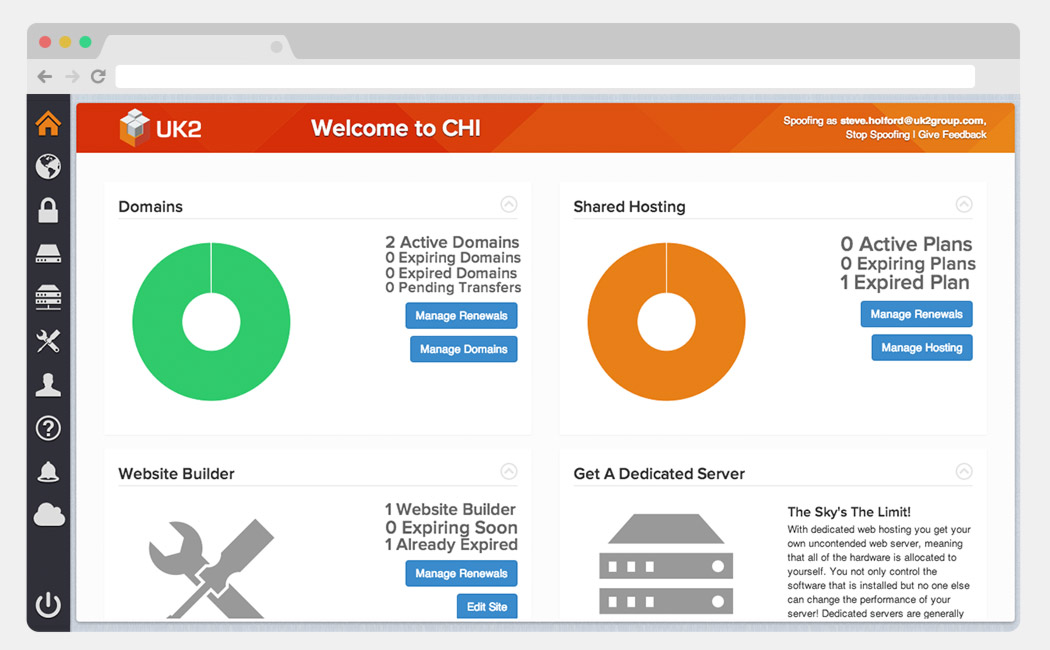 UK2
Welcome to CHI
Spoofing as steve.holford@uk2group.com,
Stop Spoofing | Give Feedback
Domains
2 Active Domains
0 Expiring Domains
0 Expired Domains
0 Pending Transfers
Manage Renewals
Manage Domains
Shared Hosting
0 Active Plans
0 Expiring Plans
1 Expired Plan
Manage Renewals
Manage Hosting
Website Builder
1 Website Builder
0 Expiring Soon
1 Already Expired
Manage Renewals
Edit Site
Get A Dedicated Server
The Sky's The Limit!
With dedicated web hosting you get your
own uncontended web server, meaning
that all of the hardware is allocated to
yourself. You not only control the
software that is installed but no one else
can change the performance of your
server! Dedicated servers are generally